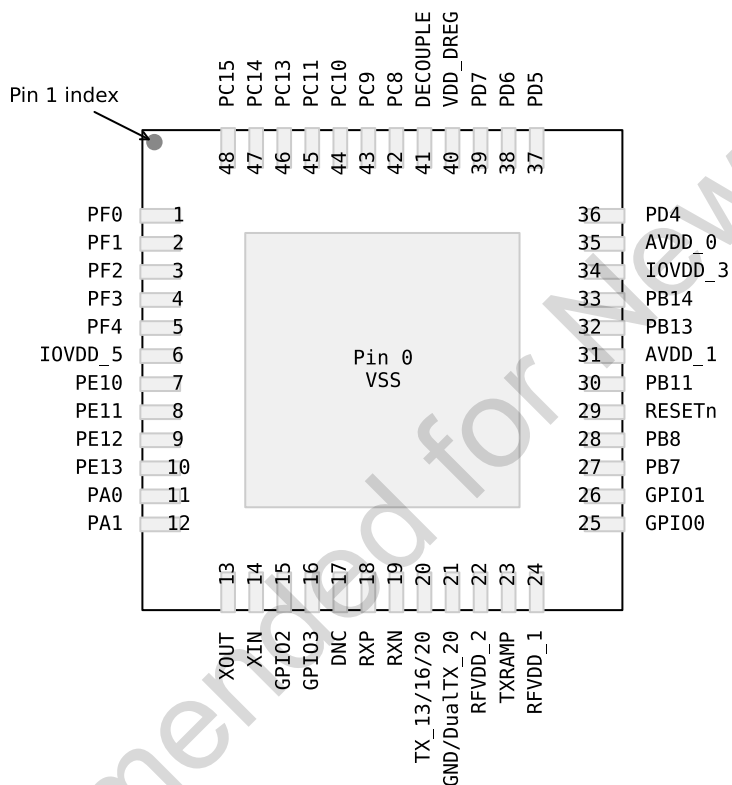 PC15
PC14
PC13
PC11
PC10
PC9
PC8
DECOUPLE
VDD_DREG
PD7
PD6
PD5
Pin 1 index
48
47
46
45
44
43
42
41
40
39
38
37
PF0 1
PF1 2
PF2 3
PF3 4
PF4 5
IOVDD_5 6
PE10 7
PE11 8
PE12 9
PE13 10
PA0 11
PA1 12
Pin 0
VSS
36 PD4
35 AVDD_0
34 IOVDD_3
33 PB14
32 PB13
31 AVDD_1
30 PB11
29 RESETn
28 PB8
27 PB7
26 GPIO1
25 GPIO0
13
14
15
16
17
18
19
20
21
22
23
24
XOUT
XIN
GPIO2
GPIO3
DNC
RXP
RXN
TX_13/16/20
GND/DualTX_20
RFVDD_2
TXRAMP
RFVDD_1
mended for New